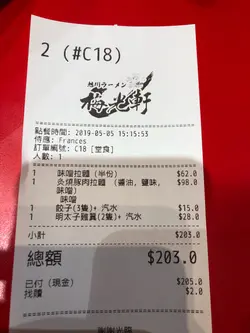 2 (#C18)
旭川ラーメン
梅光軒
點餐時間: 2019-05-05 15:15:53
侍應: Frances
訂單編號: C18 [堂食]
人數: 1
1 味噌拉麵 (半份) $62.0
1 炙燒豚肉拉麵 (醬油, 鹽味, $98.0
味噌)
味噌
1 餃子(3隻)+ 汽水 $15.0
1 明太子雞翼(2隻)+ 汽水 $28.0
小計 $203.0
總額 $203.0
已付 (現金) $205.0
找贖 $2.0
謝謝光臨